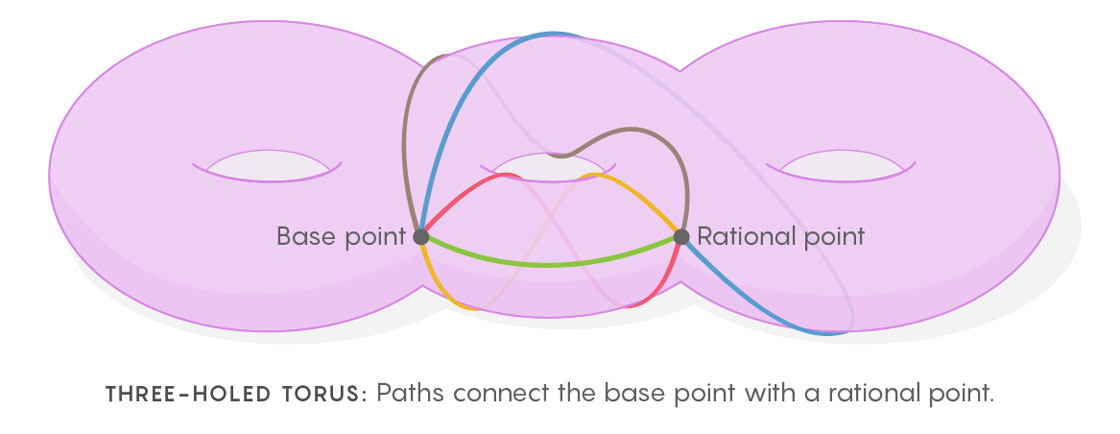 Base point
Rational point
THREE-HOLED TORUS: Paths connect the base point with a rational point.